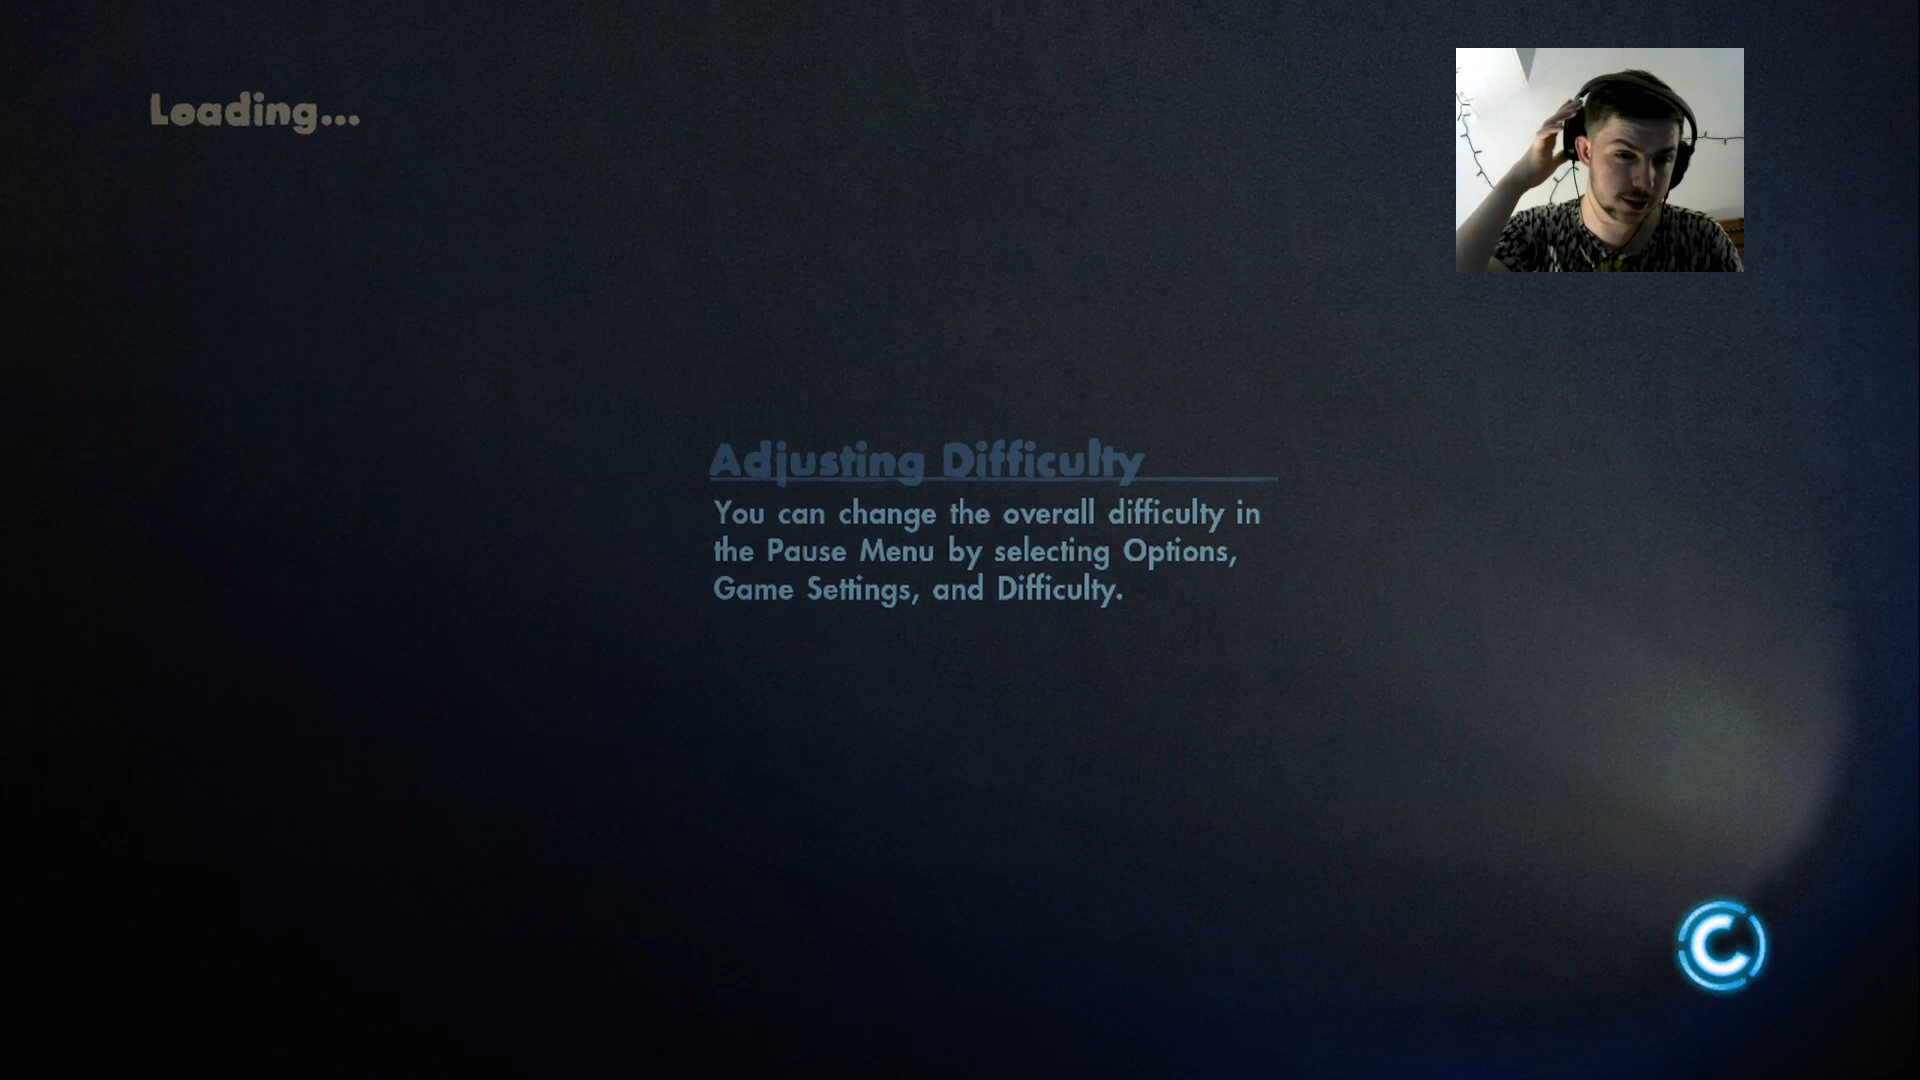 Loading...
Adjusting Difficulty
You can change the overall difficulty in
the Pause Menu by selecting Options,
Game Settings, and Difficulty.
C